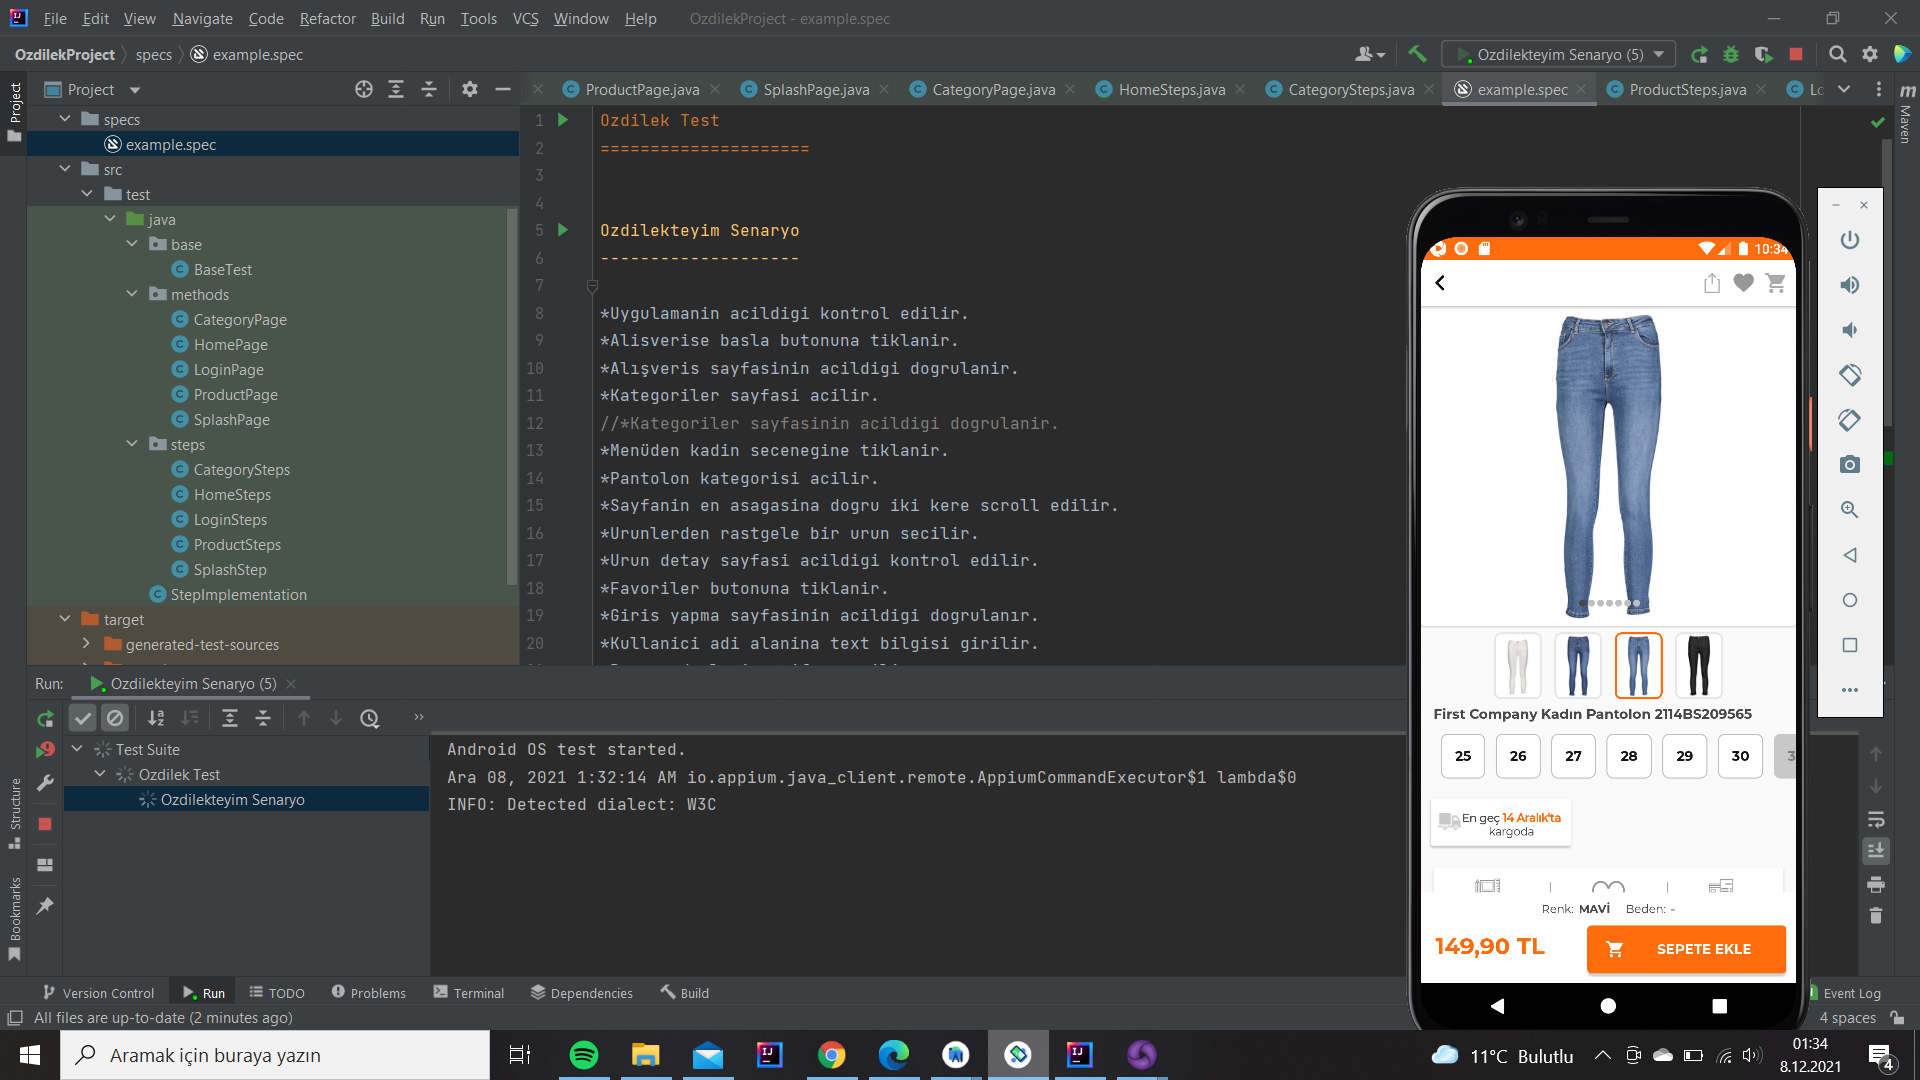 File Edit View Navigate Code Refactor Build Run Tools VCS Window Help OzdilekProject - example.spec
OzdilekProject specs example.spec
Ozdilekteyim Senaryo (5)
Project
Project
ProductPage.java SplashPage.java CategoryPage.java HomeSteps.java CategorySteps.java example.spec ProductSteps.java
Maven
specs
example.spec
src
test
java
base
BaseTest
methods
CategoryPage
HomePage
LoginPage
ProductPage
SplashPage
steps
CategorySteps
HomeSteps
LoginSteps
ProductSteps
SplashStep
StepImplementation
target
generated-test-sources
1 Ozdilek Test
2 =====================
3
4
5 Ozdilekteyim Senaryo
6 --------------------
7
8 *Uygulamanin acildigi kontrol edilir.
9 *Alisverise basla butonuna tiklanir.
10 *Alışveris sayfasinin acildigi dogrulanir.
11 *Kategoriler sayfasi acilir.
12 //*Kategoriler sayfasinin acildigi dogrulanir.
13 *Menüden kadin secenegine tiklanir.
14 *Pantolon kategorisi acilir.
15 *Sayfanin en asagasina dogru iki kere scroll edilir.
16 *Urunlerden rastgele bir urun secilir.
17 *Urun detay sayfasi acildigi kontrol edilir.
18 *Favoriler butonuna tiklanir.
19 *Giris yapma sayfasinin acildigi dogrulanır.
20 *Kullanici adi alanina text bilgisi girilir.
10:34
First Company Kadın Pantolon 2114BS209565
25 26 27 28 29 30
En geç 14 Aralık'ta
kargoda
Renk: MAVİ Beden: -
149,90 TL
SEPETE EKLE
Run: Ozdilekteyim Senaryo (5)
Test Suite
Ozdilek Test
Ozdilekteyim Senaryo
Android OS test started.
Ara 08, 2021 1:32:14 AM io.appium.java_client.remote.AppiumCommandExecutor$1 lambda$0
INFO: Detected dialect: W3C
Structure
Bookmarks
Version Control Run TODO Problems Terminal Dependencies Build
Event Log
All files are up-to-date (2 minutes ago)
4 spaces
Aramak için buraya yazın
11°C Bulutlu
01:34
8.12.2021
4